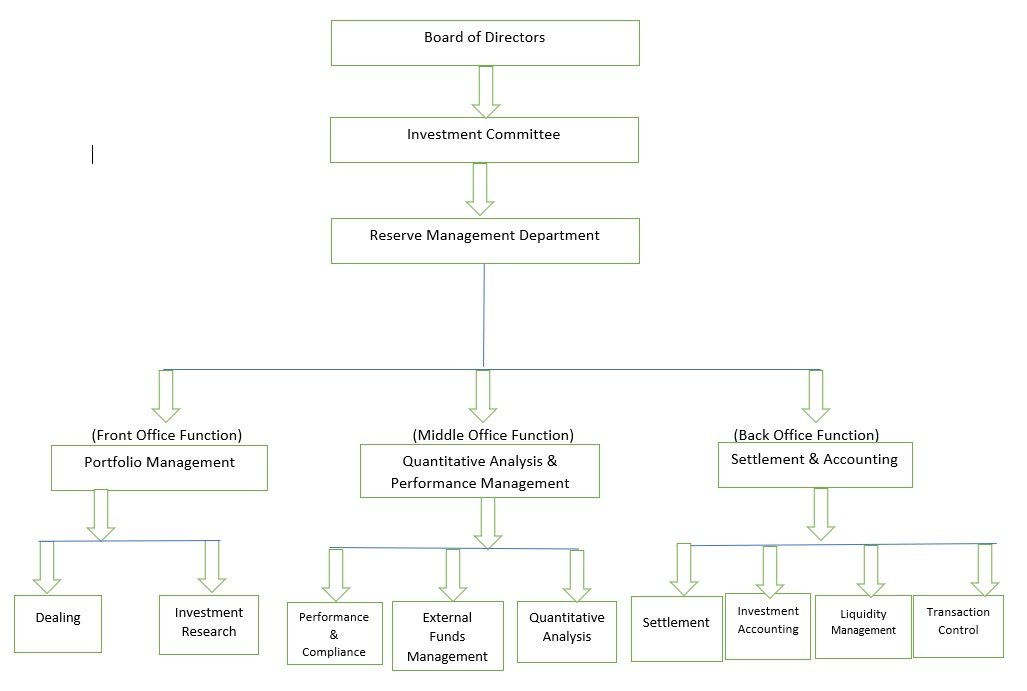 Board of Directors
Investment Committee
Reserve Management Department
(Front Office Function)
Portfolio Management
(Middle Office Function)
Quantitative Analysis &
Performance Management
(Back Office Function)
Settlement & Accounting
Dealing
Investment
Research
Performance
&
Compliance
External
Funds
Management
Quantitative
Analysis
Settlement
Investment
Accounting
Liquidity
Management
Transaction
Control